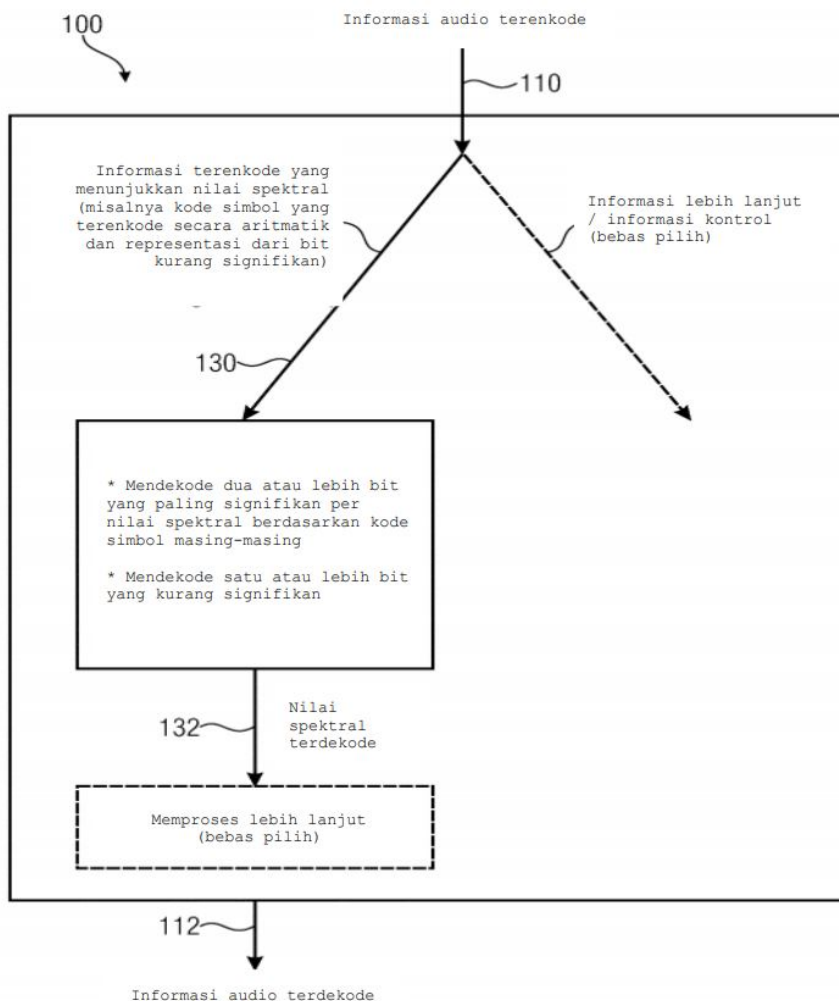 Informasi audio terenkode
100
110
Informasi terenkode yang
menunjukkan nilai spektral
(misalnya kode simbol yang
terenkode secara aritmatik
dan representasi dari bit
kurang signifikan)
Informasi lebih lanjut
/ informasi kontrol
(bebas pilih)
130
* Mendekode dua atau lebih bit
yang paling signifikan per
nilai spektral berdasarkan kode
simbol masing-masing
* Mendekode satu atau lebih bit
yang kurang signifikan
132
Nilai
spektral
terdekode
Memproses lebih lanjut
(bebas pilih)
112
Informasi audio terdekode